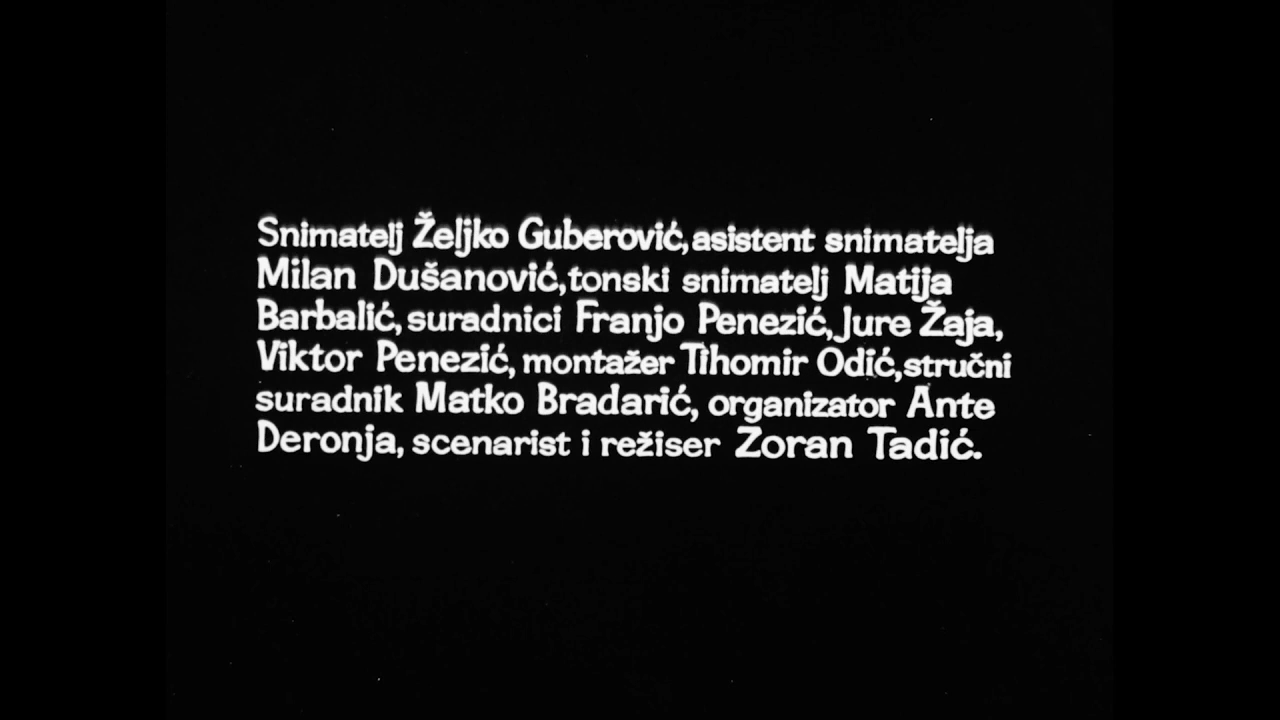 Snimatelj Željko Guberović, asistent snimatelja
Milan Dušanović, tonski snimatelj Matija
Barbalić, suradnici Franjo Penezić, Jure Žaja,
Viktor Penezić, montažer Tihomir Odić, stručni
suradnik Matko Bradarić, organizator Ante
Deronja, scenarist i režiser Zoran Tadić.